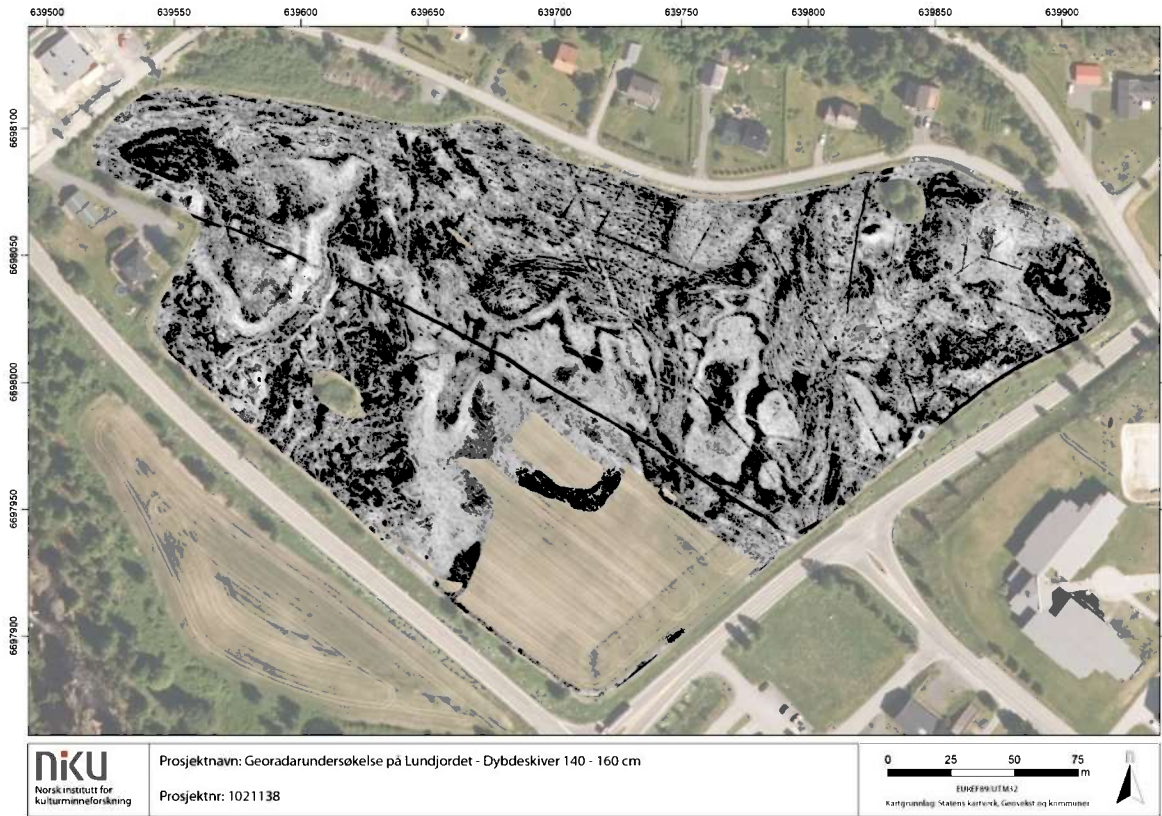 639500 639550 639600 639650 639700 639750 639800 639850 639900
6698100
6698050
6698000
6697950
6697900
niku
Norsk institutt for
kulturminneforskning
Prosjektnavn: Georadarundersøkelse på Lundjordet - Dybdeskiver 140 - 160 cm
Prosjektnr: 1021138
0 25 50 75
m
EUREF89 UTM32
Kartgrunnlag: Statens kartverk, Geovekst og kommuner
n